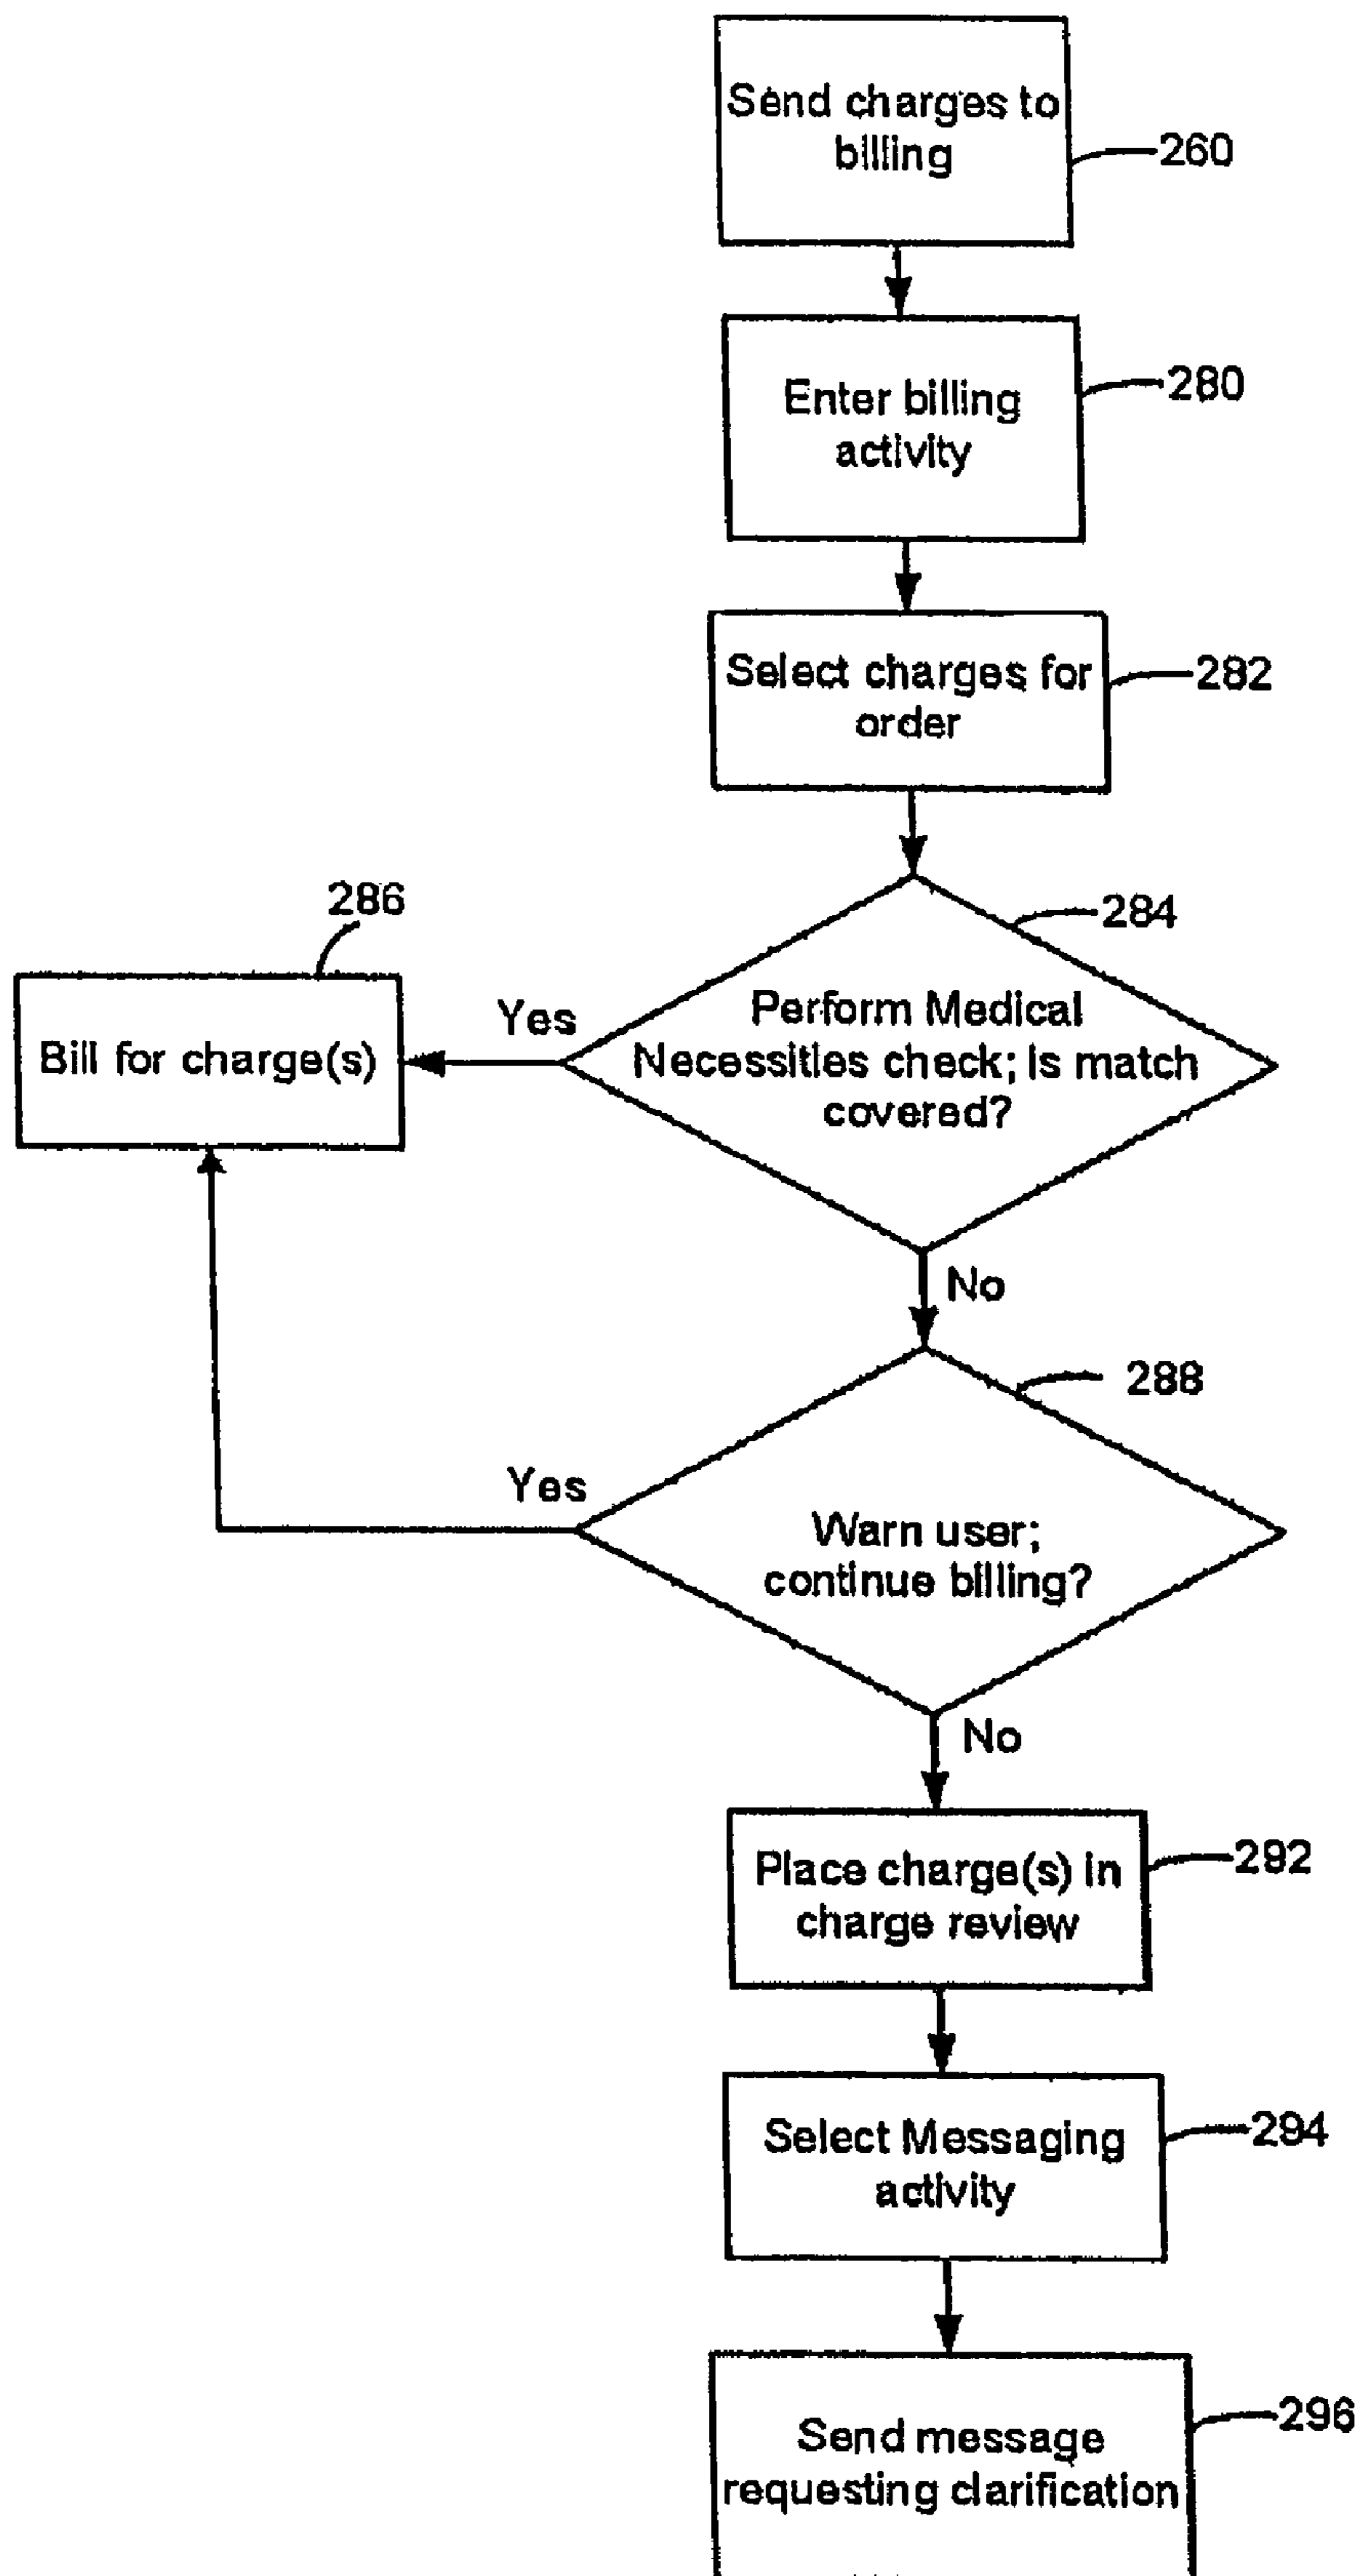 Send charges to
billing
260
Enter billing
activity
280
Select charges for
order
282
284
286
Perform Medical
Necessities check; is match
covered?
Yes
Bill for charge(s)
No
288
Yes
Warn user;
continue billing?
No
Place charge(s) in
charge review
292
Select Messaging
activity
294
Send message
requesting clarification
296